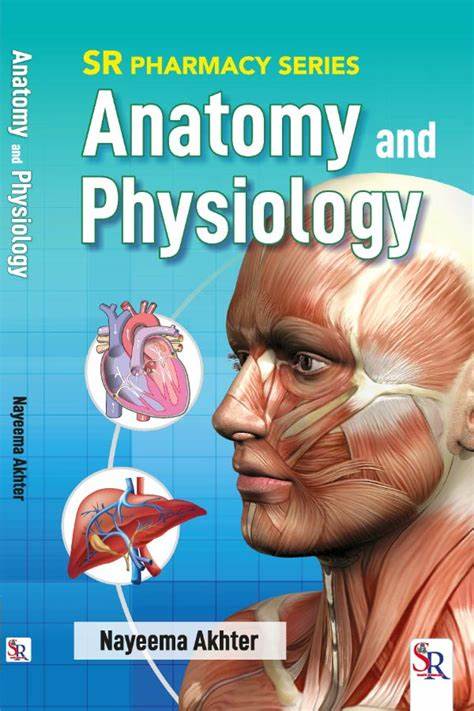 SR PHARMACY SERIES
Anatomy and
Physiology
Nayeema Akhter
SR
Anatomy and Physiology
Nayeema Akhter
SR